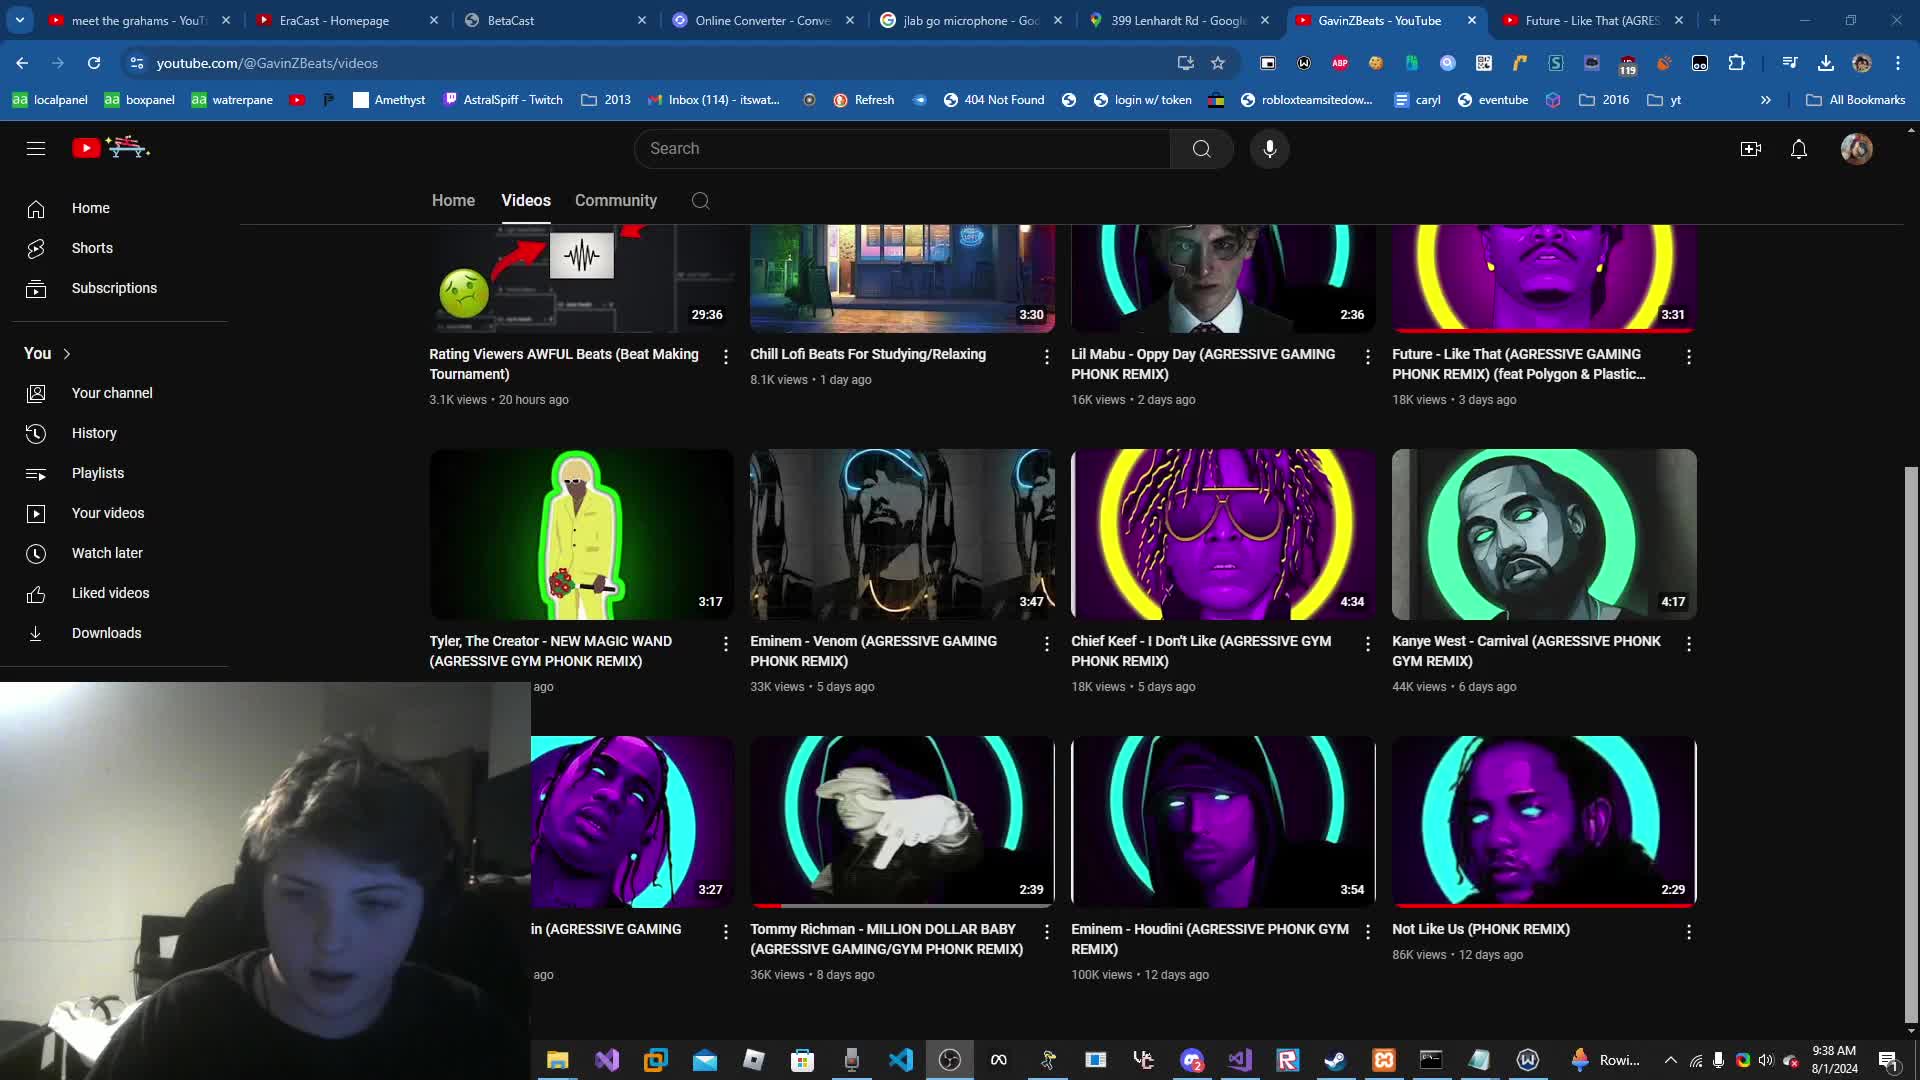 meet the grahams - YouT
EraCast - Homepage
BetaCast
Online Converter - Conve
jlab go microphone - Goo
399 Lenhardt Rd - Google
GavinZBeats - YouTube
Future - Like That (AGRES
youtube.com/@GavinZBeats/videos
ABP
119
aa localpanel
aa boxpanel
aa watrerpane
Amethyst
AstralSpiff - Twitch
2013
Inbox (114) - itswat...
Refresh
404 Not Found
login w/ token
robloxteamsitedow...
caryl
eventube
2016
yt
All Bookmarks
Search
Home
Videos
Community
Home
Shorts
Subscriptions
You
Your channel
History
Playlists
Your videos
Watch later
Liked videos
Downloads
29:36
3:30
2:36
3:31
Rating Viewers AWFUL Beats (Beat Making
Tournament)
3.1K views • 20 hours ago
Chill Lofi Beats For Studying/Relaxing
8.1K views • 1 day ago
Lil Mabu - Oppy Day (AGRESSIVE GAMING
PHONK REMIX)
16K views • 2 days ago
Future - Like That (AGRESSIVE GAMING
PHONK REMIX) (feat Polygon & Plastic...
18K views • 3 days ago
3:17
3:47
4:34
4:17
Tyler, The Creator - NEW MAGIC WAND
(AGRESSIVE GYM PHONK REMIX)
ago
Eminem - Venom (AGRESSIVE GAMING
PHONK REMIX)
33K views • 5 days ago
Chief Keef - I Don't Like (AGRESSIVE GYM
PHONK REMIX)
18K views • 5 days ago
Kanye West - Carnival (AGRESSIVE PHONK
GYM REMIX)
44K views • 6 days ago
3:27
2:39
3:54
2:29
in (AGRESSIVE GAMING
ago
Tommy Richman - MILLION DOLLAR BABY
(AGRESSIVE GAMING/GYM PHONK REMIX)
36K views • 8 days ago
Eminem - Houdini (AGRESSIVE PHONK GYM
REMIX)
100K views • 12 days ago
Not Like Us (PHONK REMIX)
86K views • 12 days ago
2
Rowi...
9:38 AM
8/1/2024
1